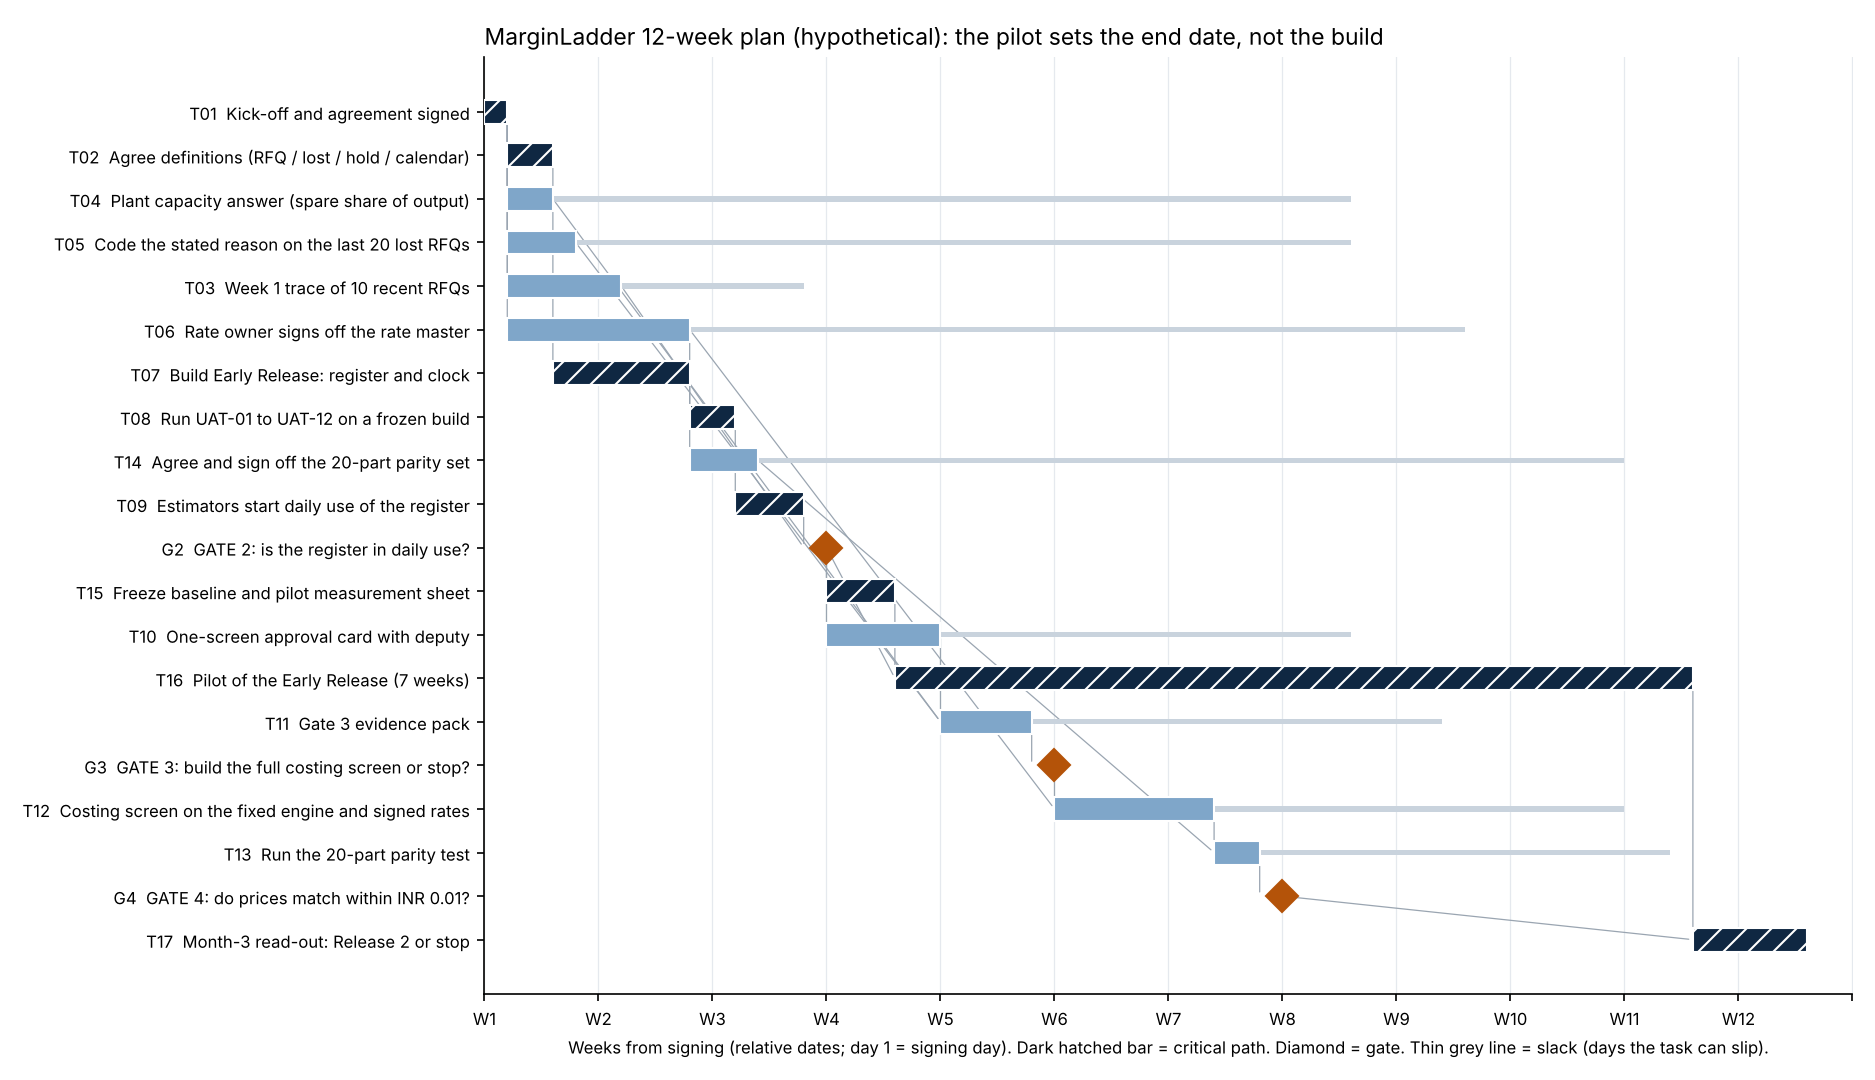 MarginLadder 12-week plan (hypothetical): the pilot sets the end date, not the build
T01  Kick-off and agreement signed
T02  Agree definitions (RFQ / lost / hold / calendar)
T04  Plant capacity answer (spare share of output)
T05  Code the stated reason on the last 20 lost RFQs
T03  Week 1 trace of 10 recent RFQs
T06  Rate owner signs off the rate master
T07  Build Early Release: register and clock
T08  Run UAT-01 to UAT-12 on a frozen build
T14  Agree and sign off the 20-part parity set
T09  Estimators start daily use of the register
G2  GATE 2: is the register in daily use?
T15  Freeze baseline and pilot measurement sheet
T10  One-screen approval card with deputy
T16  Pilot of the Early Release (7 weeks)
T11  Gate 3 evidence pack
G3  GATE 3: build the full costing screen or stop?
T12  Costing screen on the fixed engine and signed rates
T13  Run the 20-part parity test
G4  GATE 4: do prices match within INR 0.01?
T17  Month-3 read-out: Release 2 or stop
W1 W2 W3 W4 W5 W6 W7 W8 W9 W10 W11 W12
Weeks from signing (relative dates; day 1 = signing day). Dark hatched bar = critical path. Diamond = gate. Thin grey line = slack (days the task can slip).